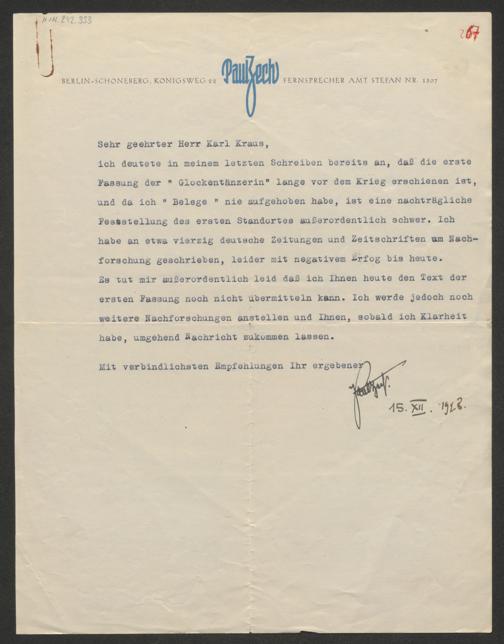 H.I.N. 242.333
267
Paul Zech
BERLIN-SCHÖNEBERG, KÖNIGSWEG 22 FERNSPRECHER AMT STEFAN NR. 1307
Sehr geehrter Herr Karl Kraus,
ich deutete in meinem letzten Schreiben bereits an, daß die erste
Fassung der " Glockentänzerin" lange vor dem Krieg erschienen ist,
und da ich " Belege " nie aufgehoben habe, ist eine nachträgliche
Feststellung des ersten Standortes außerordentlich schwer. Ich
habe an etwa vierzig deutsche Zeitungen und Zeitschriften um Nach-
forschung geschrieben, leider mit negativem Erfog bis heute.
Es tut mir außerordentlich leid daß ich Ihnen heute den Text der
ersten Fassung noch nicht übermitteln kann. Ich werde jedoch noch
weitere Nachforschungen anstellen und Ihnen, sobald ich Klarheit
habe, umgehend Nachricht zukommen lassen.
Mit verbindlichsten Empfehlungen Ihr ergebener
15. XII. 1928.